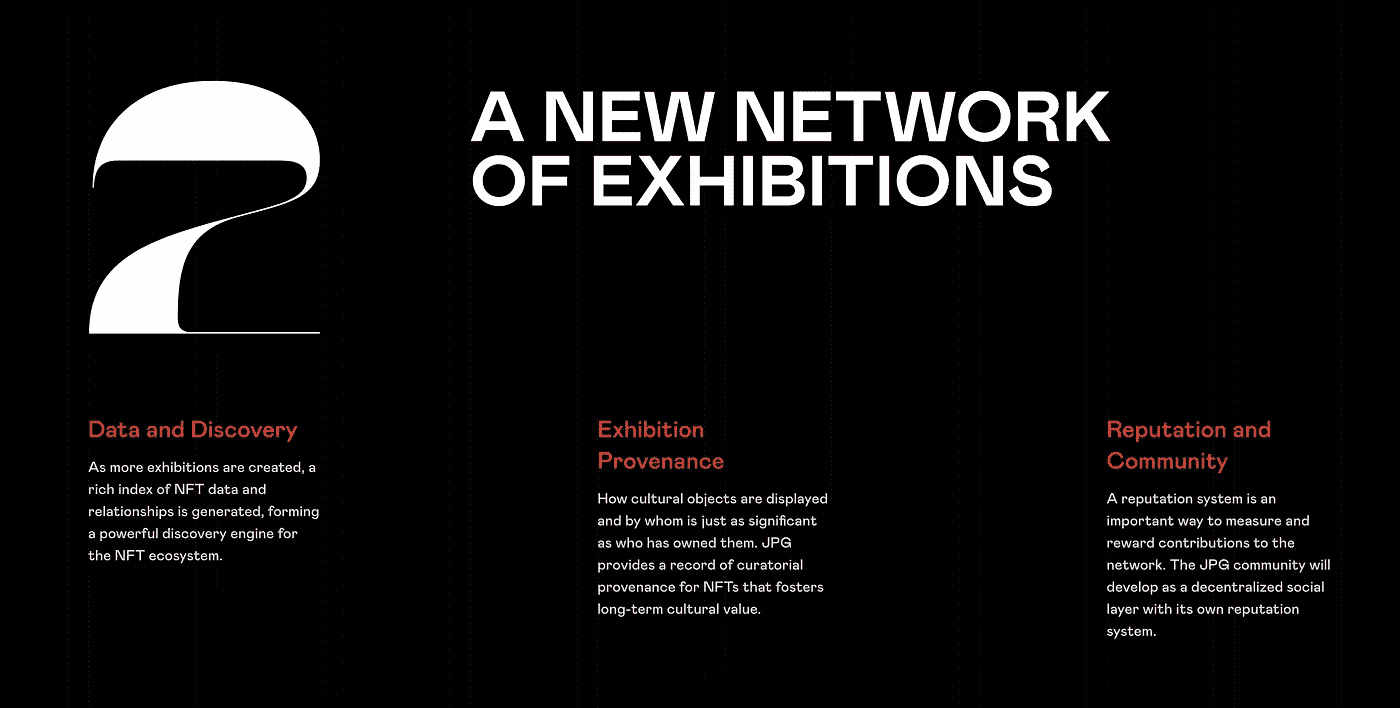 2
A NEW NETWORK
OF EXHIBITIONS
Data and Discovery
As more exhibitions are created, a
rich index of NFT data and
relationships is generated, forming
a powerful discovery engine for
the NFT ecosystem.
Exhibition
Provenance
How cultural objects are displayed
and by whom is just as significant
as who has owned them. JPG
provides a record of curatorial
provenance for NFTs that fosters
long-term cultural value.
Reputation and
Community
A reputation system is an
important way to measure and
reward contributions to the
network. The JPG community will
develop as a decentralized social
layer with its own reputation
system.